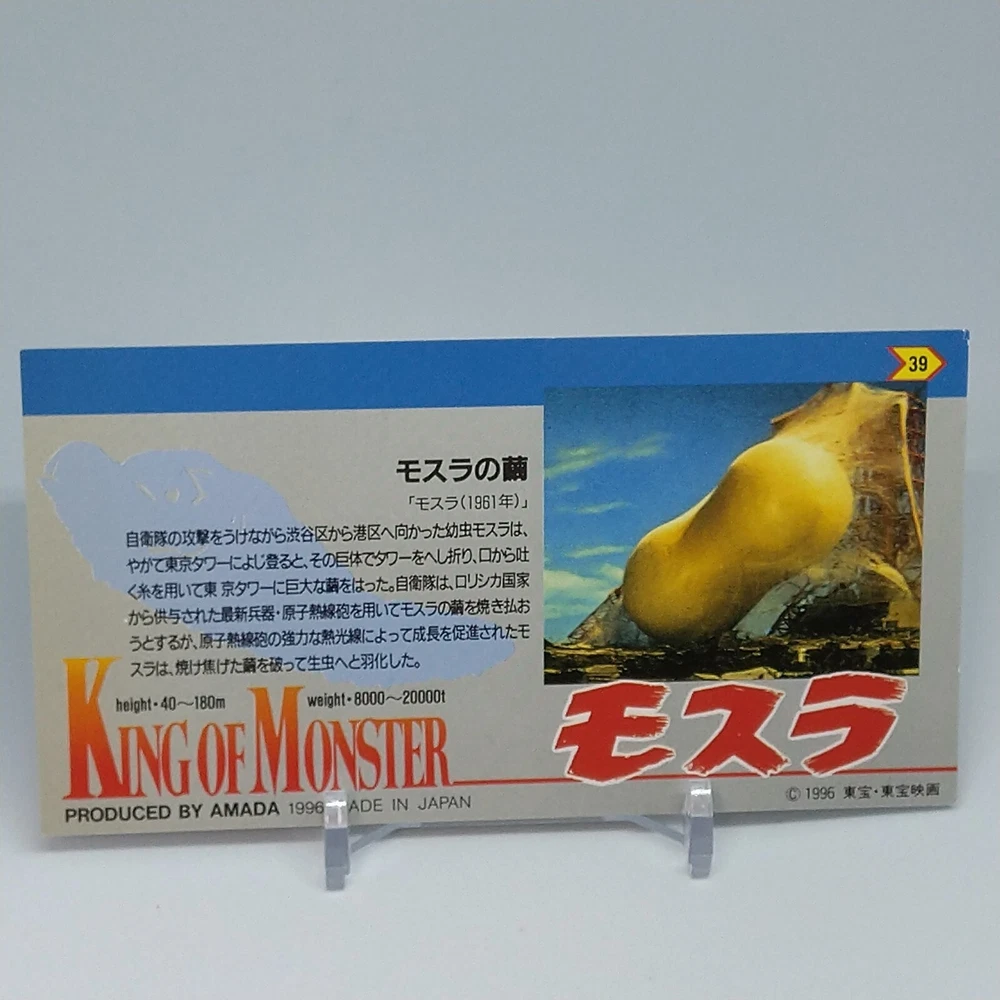 39
モスラの繭
「モスラ(1961年)」
自衛隊の攻撃をうけながら渋谷区から港区へ向かった幼虫モスラは、
やがて東京タワーによじ登ると、その巨体でタワーをへし折り、口から吐
く糸を用いて東京タワーに巨大な繭をはった。自衛隊は、ロリシカ国家
から供与された最新兵器・原子熱線砲を用いてモスラの繭を焼き払お
うとするが、原子熱線砲の強力な熱光線によって成長を促進されたモ
スラは、焼け焦げた繭を破って生虫へと羽化した。
height・40〜180m weight・8000〜20000t
KING OF MONSTER
モスラ
PRODUCED BY AMADA 1996 MADE IN JAPAN
© 1996 東宝・東宝映画